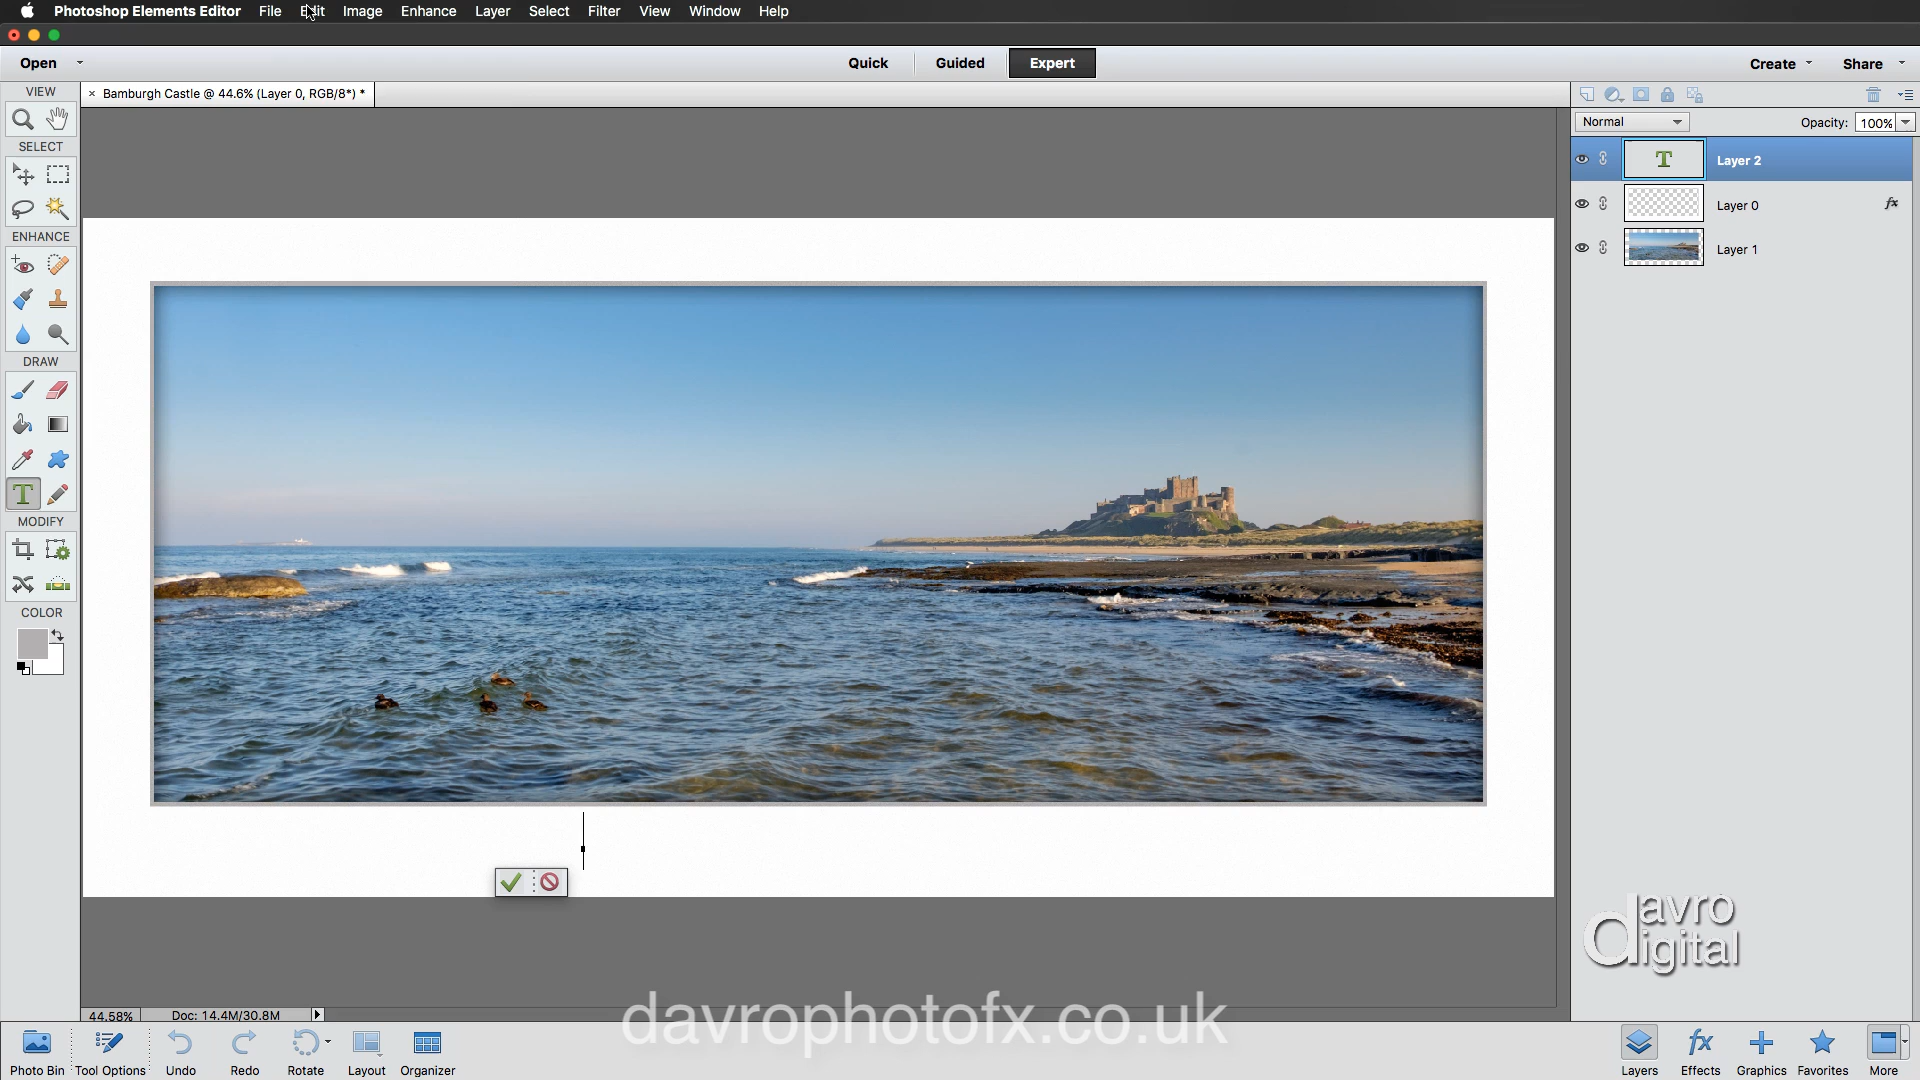 Photoshop Elements Editor File Edit Image Enhance Layer Select Filter View Window Help
Open Quick Guided Expert Create Share
VIEW × Bamburgh Castle @ 44.6% (Layer 0, RGB/8*) *
Normal Opacity: 100%
SELECT
T Layer 2
Layer 0 fx
ENHANCE
Layer 1
DRAW
T
MODIFY
COLOR
davro
digital
44.58% Doc: 14.4M/30.8M
davrophotofx.co.uk
Photo Bin Tool Options Undo Redo Rotate Layout Organizer Layers Effects Graphics Favorites More